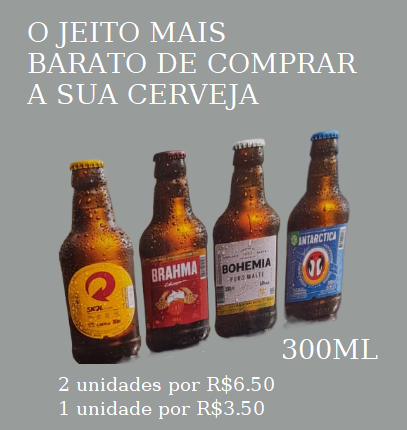 O JEITO MAIS
BARATO DE COMPRAR
A SUA CERVEJA
SKOL
BRAHMA
BOHEMIA
PURO MALTE
ANTARCTICA
300ML
2 unidades por R$6.50
1 unidade por R$3.50